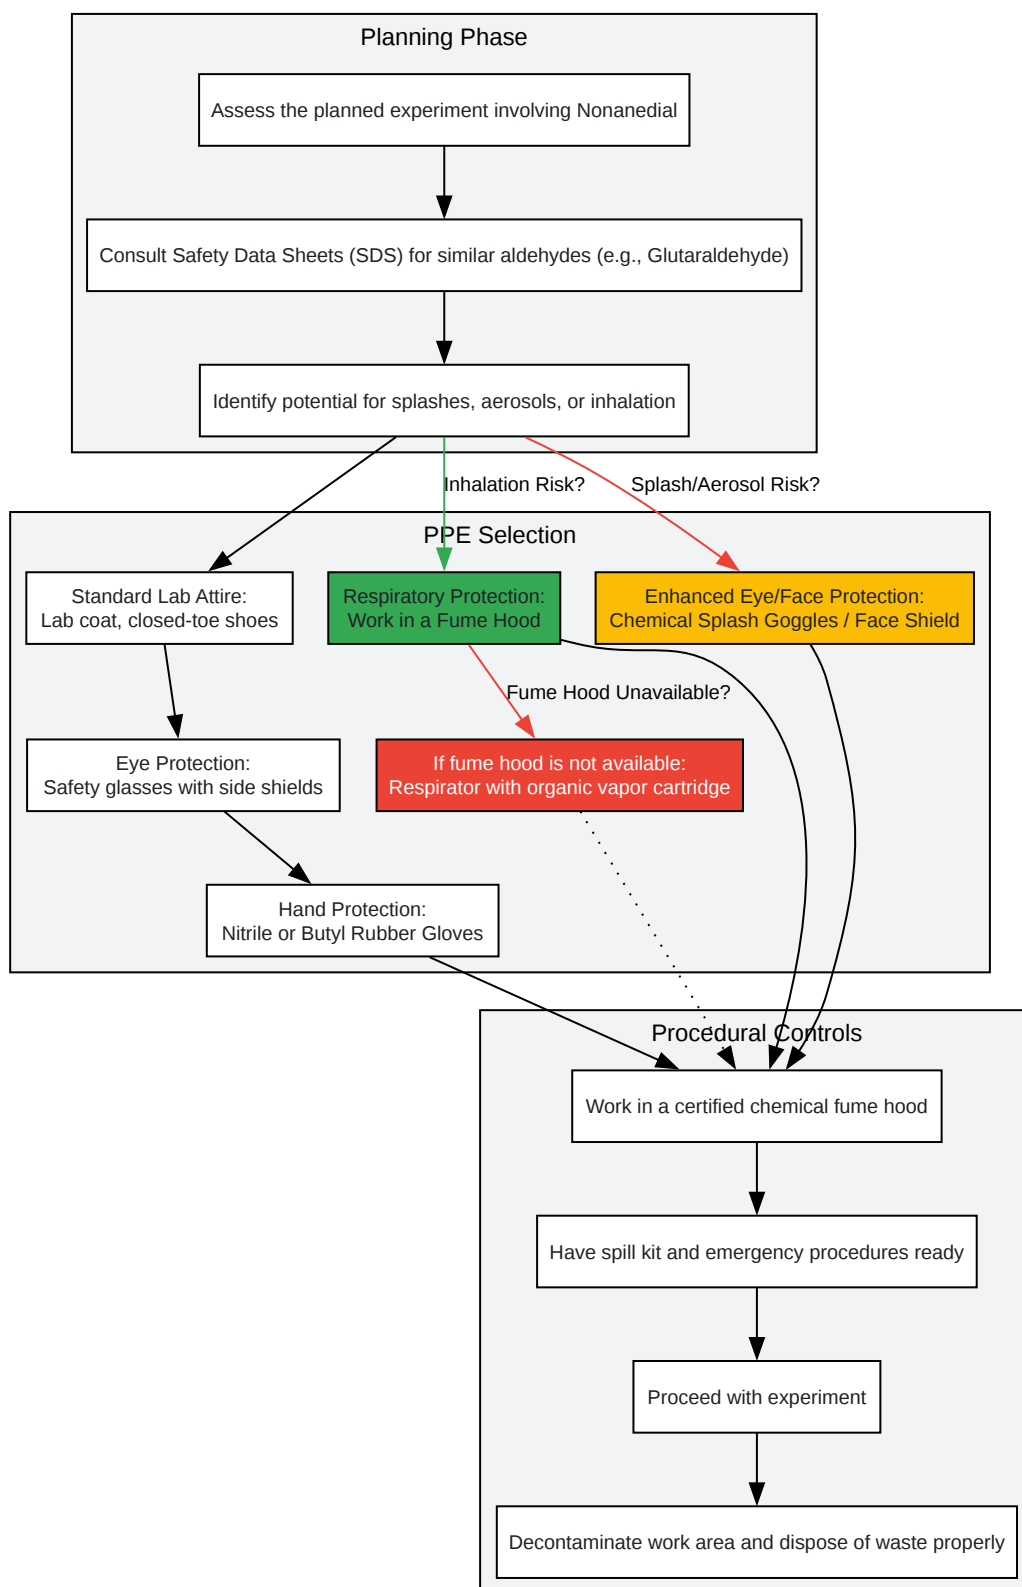 Planning Phase
Assess the planned experiment involving Nonanedial
Consult Safety Data Sheets (SDS) for similar aldehydes (e.g., Glutaraldehyde)
Identify potential for splashes, aerosols, or inhalation
Inhalation Risk?
Splash/Aerosol Risk?
PPE Selection
Standard Lab Attire:
Lab coat, closed-toe shoes
Respiratory Protection:
Work in a Fume Hood
Enhanced Eye/Face Protection:
Chemical Splash Goggles / Face Shield
Fume Hood Unavailable?
Eye Protection:
Safety glasses with side shields
If fume hood is not available:
Respirator with organic vapor cartridge
Hand Protection:
Nitrile or Butyl Rubber Gloves
Procedural Controls
Work in a certified chemical fume hood
Have spill kit and emergency procedures ready
Proceed with experiment
Decontaminate work area and dispose of waste properly